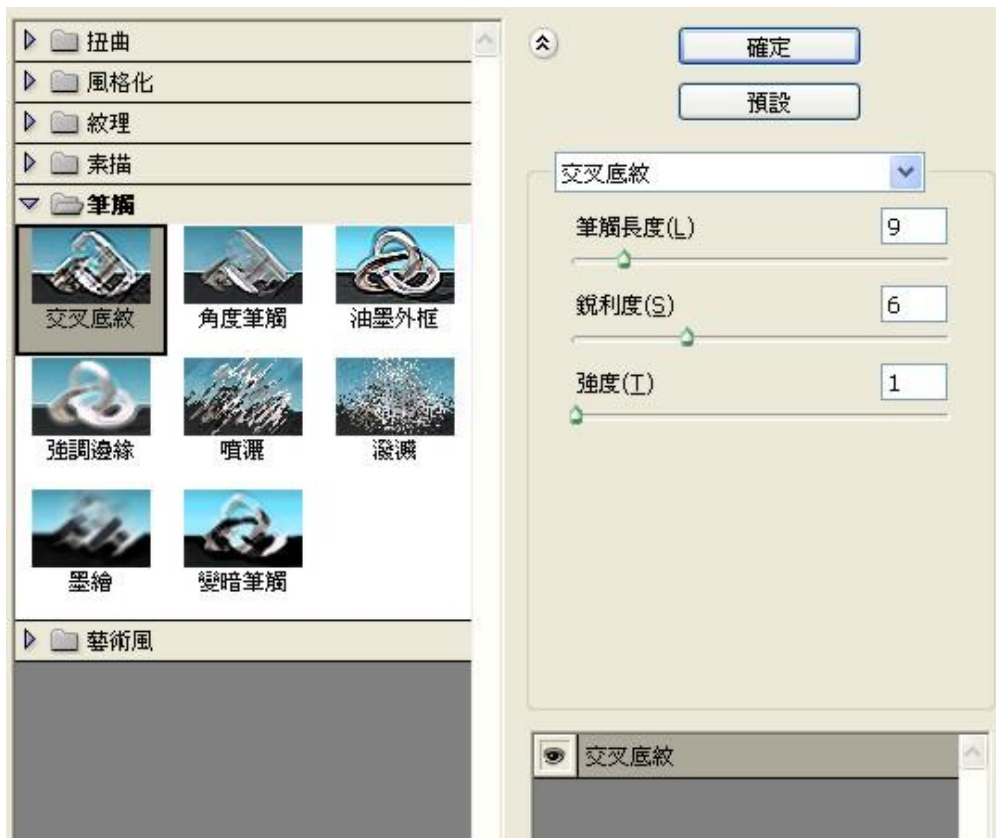 扭曲
風格化
紋理
素描
筆觸
交叉底紋
角度筆觸
油墨外框
強調邊緣
噴灑
潑濺
墨繪
變暗筆觸
藝術風
確定
預設
交叉底紋
筆觸長度(L)
9
銳利度(S)
6
強度(T)
1
交叉底紋